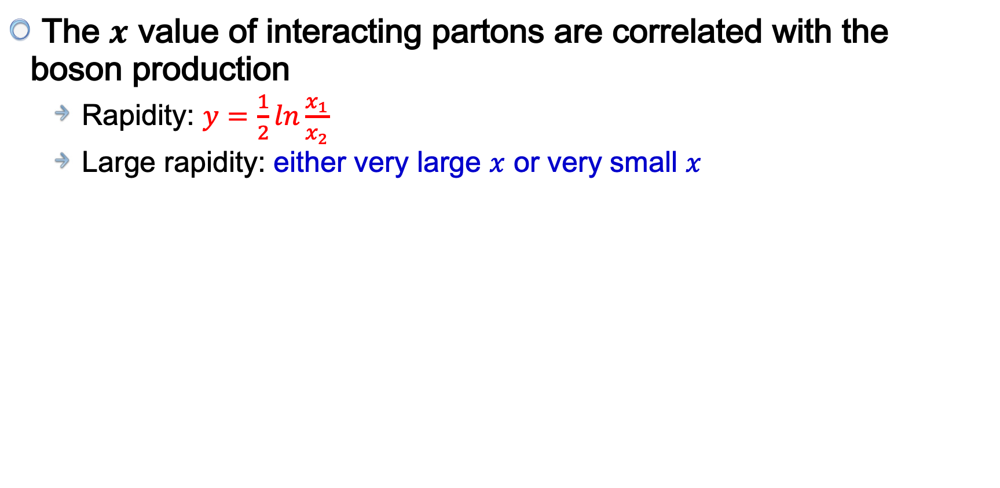 The x value of interacting partons are correlated with the
boson production
Rapidity: y = 1/2 ln x₁/x₂
Large rapidity: either very large x or very small x